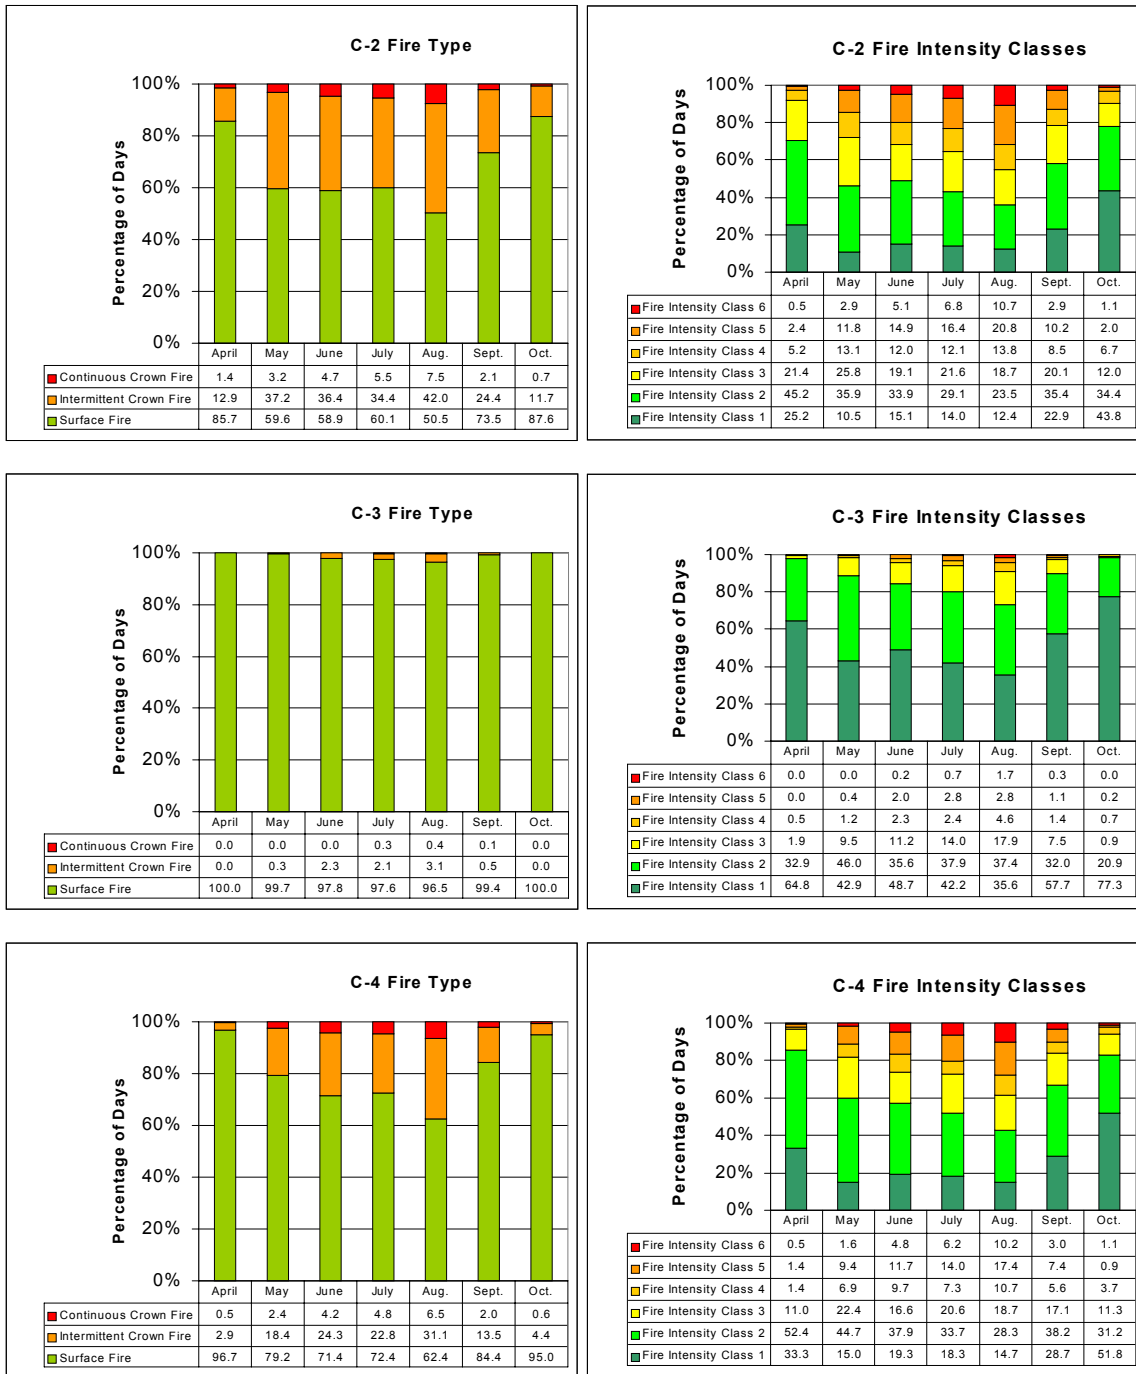 C-2 Fire Type
100%
80%
60%
40%
20%
0%
Percentage of Days
April May June July Aug. Sept. Oct.
Continuous Crown Fire 1.4 3.2 4.7 5.5 7.5 2.1 0.7
Intermittent Crown Fire 12.9 37.2 36.4 34.4 42.0 24.4 11.7
Surface Fire 85.7 59.6 58.9 60.1 50.5 73.5 87.6
C-2 Fire Intensity Classes
100%
80%
60%
40%
20%
0%
Percentage of Days
April May June July Aug. Sept. Oct.
Fire Intensity Class 6 0.5 2.9 5.1 6.8 10.7 2.9 1.1
Fire Intensity Class 5 2.4 11.8 14.9 16.4 20.8 10.2 2.0
Fire Intensity Class 4 5.2 13.1 12.0 12.1 13.8 8.5 6.7
Fire Intensity Class 3 21.4 25.8 19.1 21.6 18.7 20.1 12.0
Fire Intensity Class 2 45.2 35.9 33.9 29.1 23.5 35.4 34.4
Fire Intensity Class 1 25.2 10.5 15.1 14.0 12.4 22.9 43.8
C-3 Fire Type
100%
80%
60%
40%
20%
0%
Percentage of Days
April May June July Aug. Sept. Oct.
Continuous Crown Fire 0.0 0.0 0.0 0.3 0.4 0.1 0.0
Intermittent Crown Fire 0.0 0.3 2.3 2.1 3.1 0.5 0.0
Surface Fire 100.0 99.7 97.8 97.6 96.5 99.4 100.0
C-3 Fire Intensity Classes
100%
80%
60%
40%
20%
0%
Percentage of Days
April May June July Aug. Sept. Oct.
Fire Intensity Class 6 0.0 0.0 0.2 0.7 1.7 0.3 0.0
Fire Intensity Class 5 0.0 0.4 2.0 2.8 2.8 1.1 0.2
Fire Intensity Class 4 0.5 1.2 2.3 2.4 4.6 1.4 0.7
Fire Intensity Class 3 1.9 9.5 11.2 14.0 17.9 7.5 0.9
Fire Intensity Class 2 32.9 46.0 35.6 37.9 37.4 32.0 20.9
Fire Intensity Class 1 64.8 42.9 48.7 42.2 35.6 57.7 77.3
C-4 Fire Type
100%
80%
60%
40%
20%
0%
Percentage of Days
April May June July Aug. Sept. Oct.
Continuous Crown Fire 0.5 2.4 4.2 4.8 6.5 2.0 0.6
Intermittent Crown Fire 2.9 18.4 24.3 22.8 31.1 13.5 4.4
Surface Fire 96.7 79.2 71.4 72.4 62.4 84.4 95.0
C-4 Fire Intensity Classes
100%
80%
60%
40%
20%
0%
Percentage of Days
April May June July Aug. Sept. Oct.
Fire Intensity Class 6 0.5 1.6 4.8 6.2 10.2 3.0 1.1
Fire Intensity Class 5 1.4 9.4 11.7 14.0 17.4 7.4 0.9
Fire Intensity Class 4 1.4 6.9 9.7 7.3 10.7 5.6 3.7
Fire Intensity Class 3 11.0 22.4 16.6 20.6 18.7 17.1 11.3
Fire Intensity Class 2 52.4 44.7 37.9 33.7 28.3 38.2 31.2
Fire Intensity Class 1 33.3 15.0 19.3 18.3 14.7 28.7 51.8